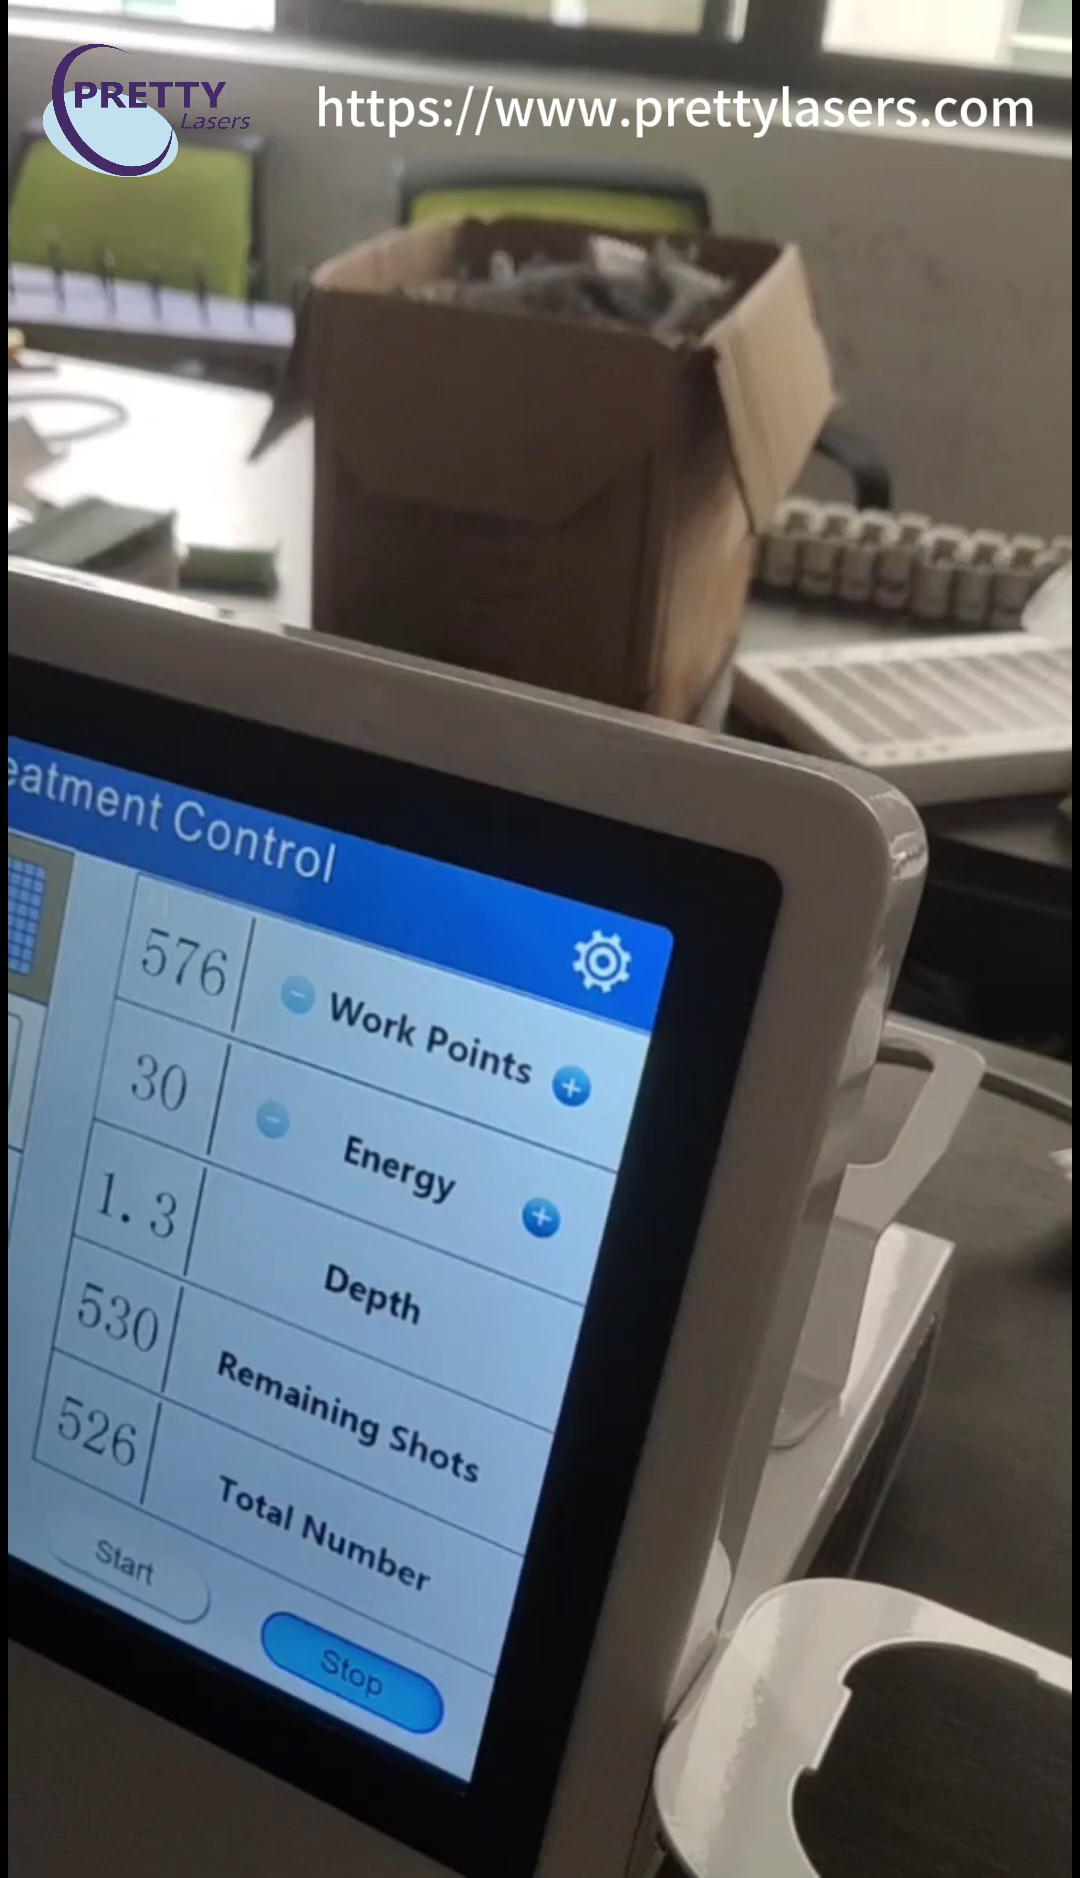 PRETTY
Lasers
https://www.prettylasers.com
eatment Control
576 Work Points
30 Energy
1.3 Depth
530 Remaining Shots
526 Total Number
Start
Stop